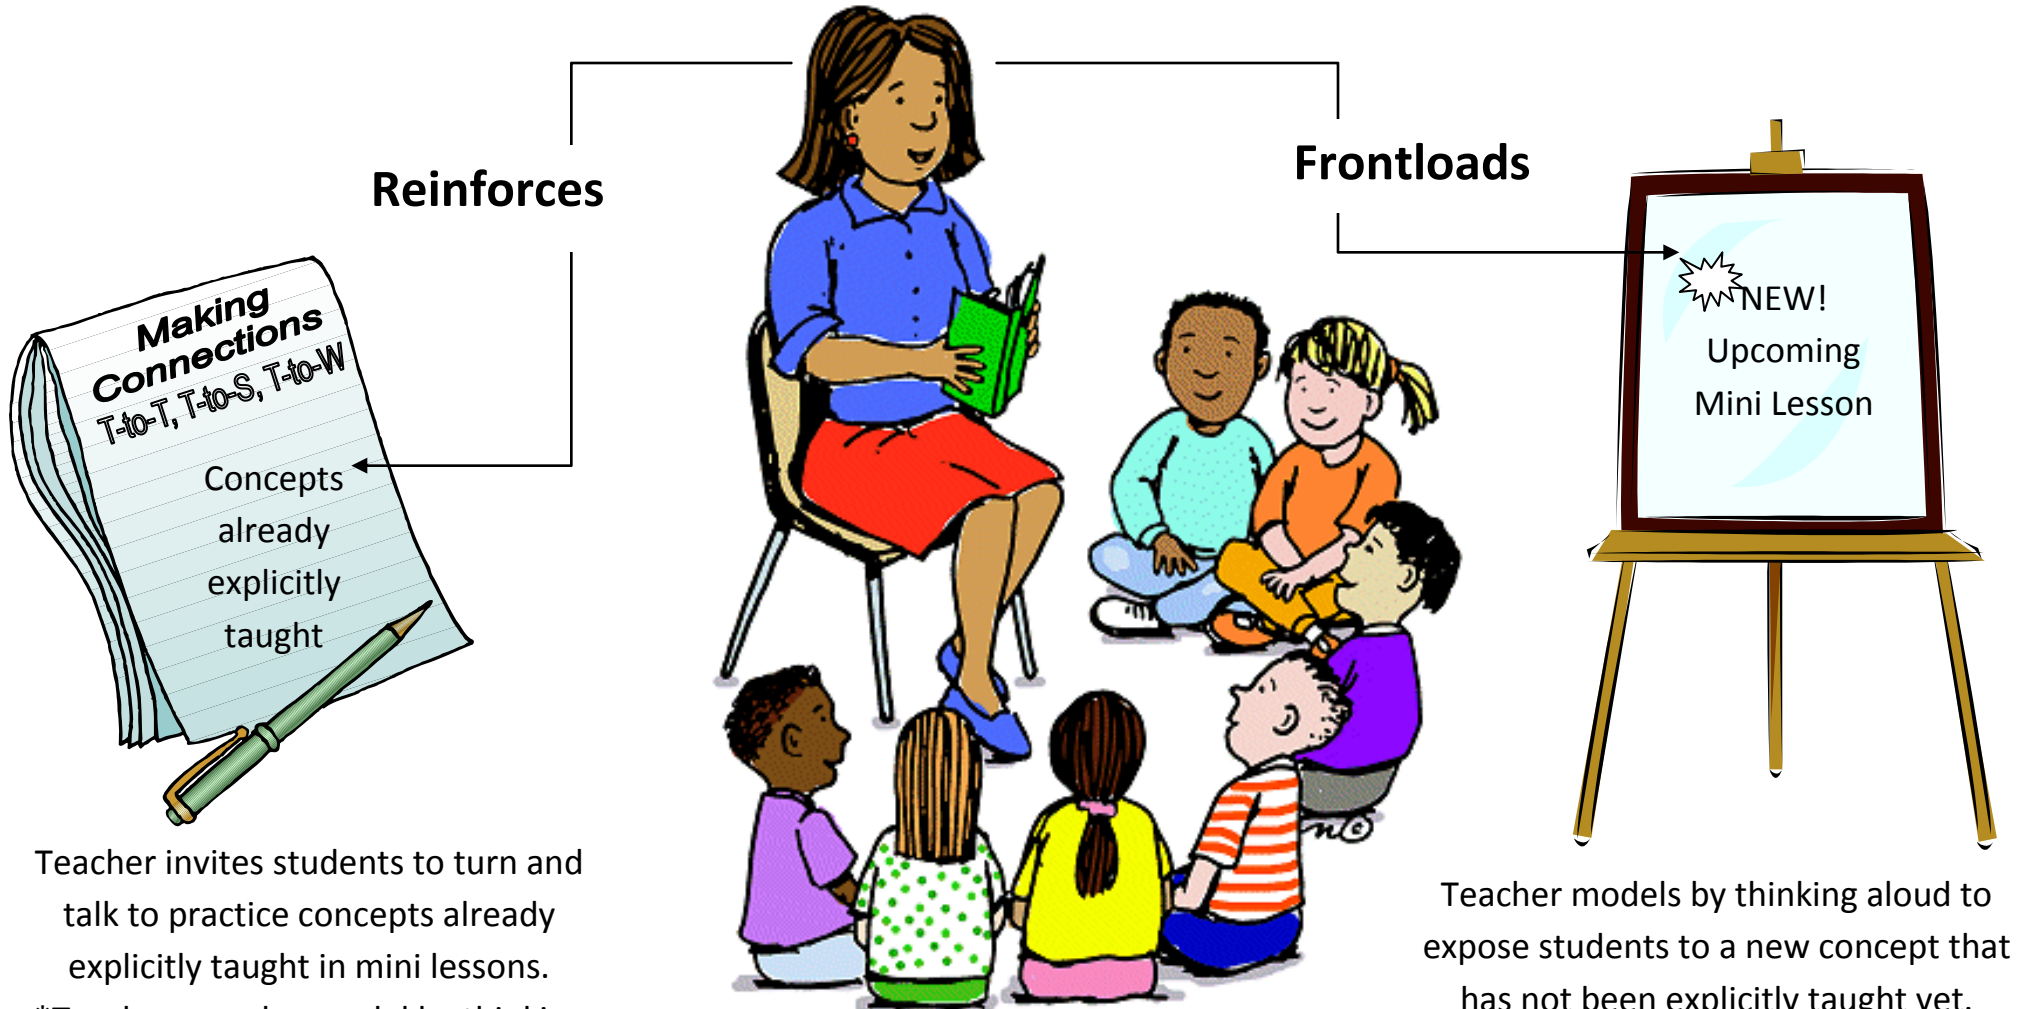 Reinforces
Frontloads
Making
Connections
T-to-T, T-to-S, T-to-W
Concepts
already
explicitly
taught
NEW!
Upcoming
Mini Lesson
Teacher invites students to turn and
talk to practice concepts already
explicitly taught in mini lessons.
Teacher models by thinking aloud to
expose students to a new concept that
has not been explicitly taught yet.